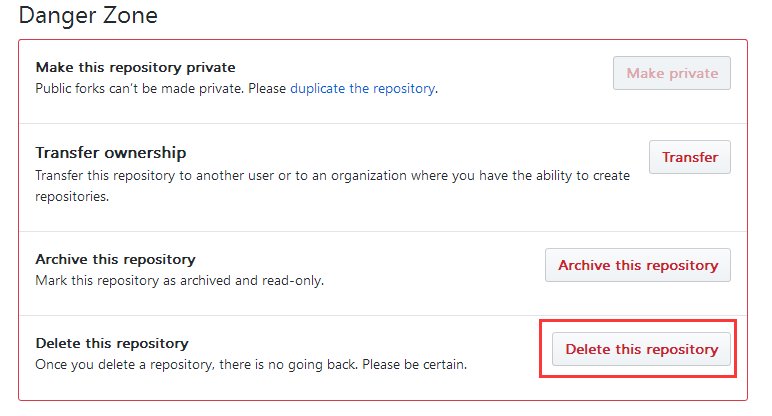 Danger Zone
Make this repository private
Public forks can't be made private. Please duplicate the repository.
Make private
Transfer ownership
Transfer this repository to another user or to an organization where you have the ability to create
repositories.
Transfer
Archive this repository
Mark this repository as archived and read-only.
Archive this repository
Delete this repository
Once you delete a repository, there is no going back. Please be certain.
Delete this repository